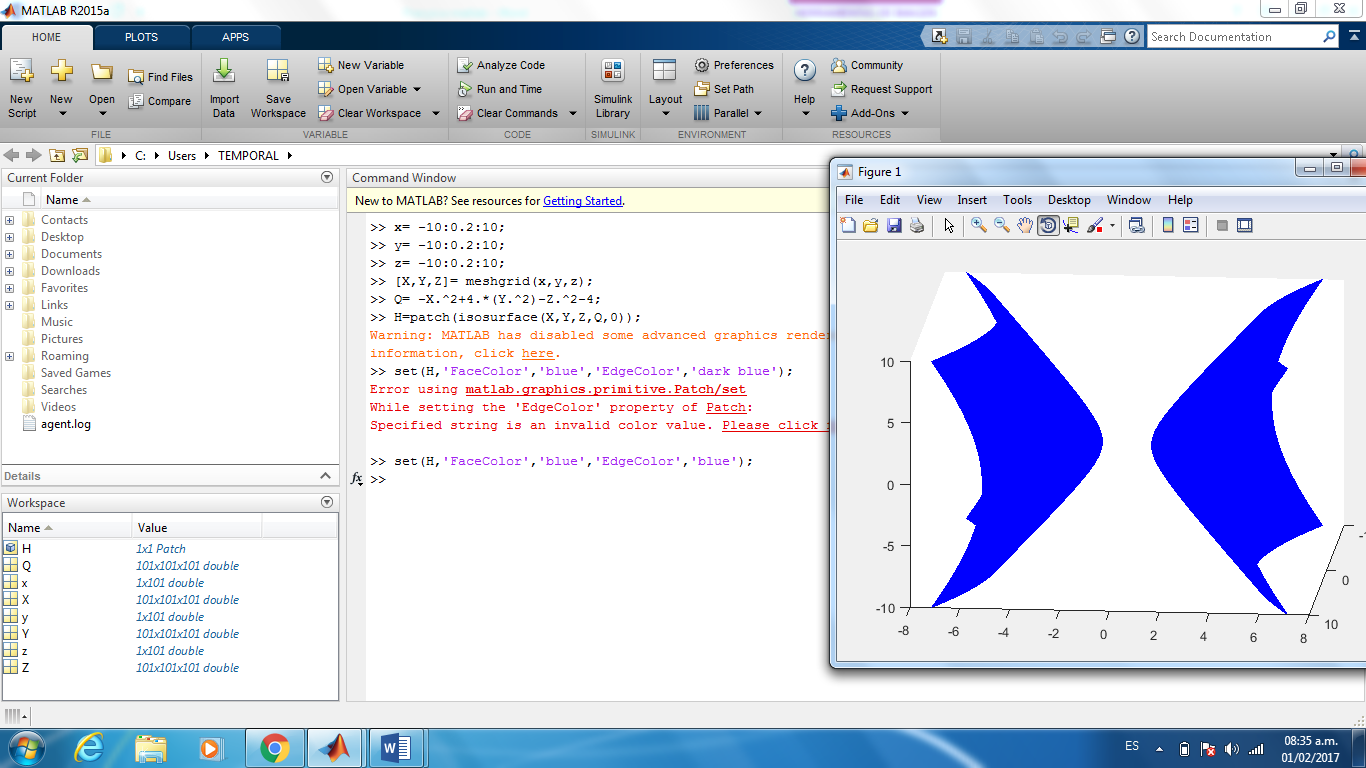 MATLAB R2015a
HOME PLOTS APPS
Search Documentation
New Script
New
Open
Find Files
Compare
FILE
Import Data
Save Workspace
New Variable
Open Variable
Clear Workspace
VARIABLE
Analyze Code
Run and Time
Clear Commands
CODE
Simulink Library
SIMULINK
Layout
Preferences
Set Path
Parallel
ENVIRONMENT
Help
Community
Request Support
Add-Ons
RESOURCES
C: Users TEMPORAL
Current Folder
Name
Contacts
Desktop
Documents
Downloads
Favorites
Links
Music
Pictures
Roaming
Saved Games
Searches
Videos
agent.log
Details
Workspace
Name Value
H 1x1 Patch
Q 101x101x101 double
x 1x101 double
X 101x101x101 double
y 1x101 double
Y 101x101x101 double
z 1x101 double
Z 101x101x101 double
Command Window
New to MATLAB? See resources for Getting Started.
>> x= -10:0.2:10;
>> y= -10:0.2:10;
>> z= -10:0.2:10;
>> [X,Y,Z]= meshgrid(x,y,z);
>> Q= -X.^2+4.*(Y.^2)-Z.^2-4;
>> H=patch(isosurface(X,Y,Z,Q,0));
Warning: MATLAB has disabled some advanced graphics render
information, click here.
>> set(H,'FaceColor','blue','EdgeColor','dark blue');
Error using matlab.graphics.primitive.Patch/set
While setting the 'EdgeColor' property of Patch:
Specified string is an invalid color value. Please click
>> set(H,'FaceColor','blue','EdgeColor','blue');
fx >>
Figure 1
File Edit View Insert Tools Desktop Window Help
10
5
0
-5
-10
-8 -6 -4 -2 0 2 4 6 8
10
0
ES
08:35 a.m.
01/02/2017